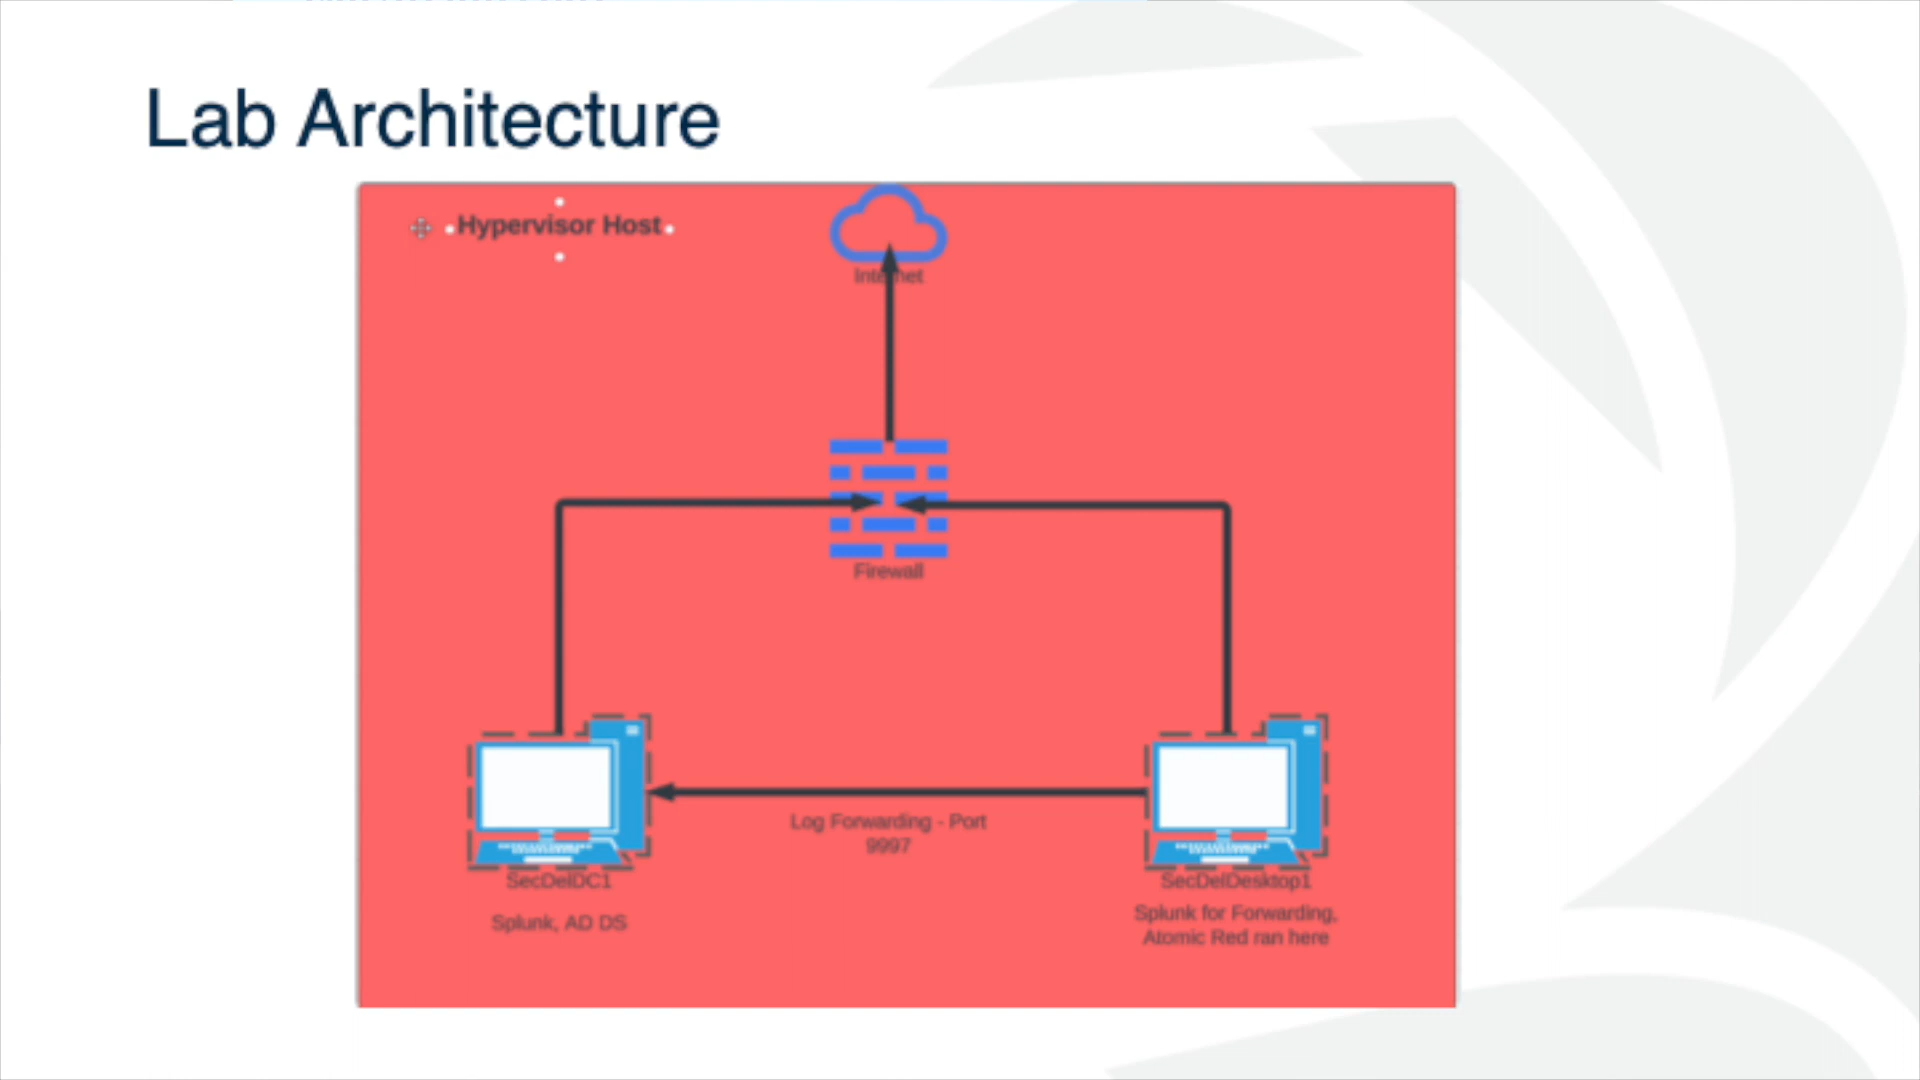 Lab Architecture
Hypervisor Host
Internet
Firewall
Log Forwarding - Port
9997
SecDelDC1
Splunk, AD DS
SecDelDesktop1
Splunk for Forwarding,
Atomic Red ran here